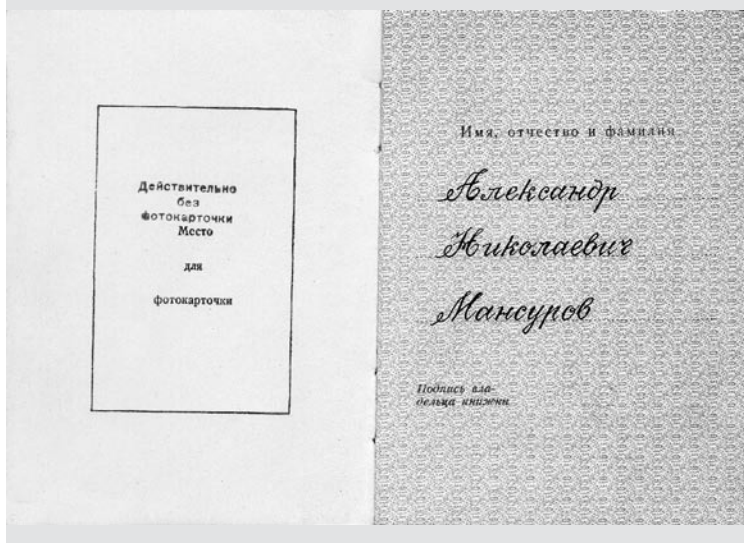 Действительно
без
фотокарточки
Место
для
фотокарточки
Имя, отчество и фамилия
Александр
Николаевич
Мансуров
Подпись вла-
дельца книжки